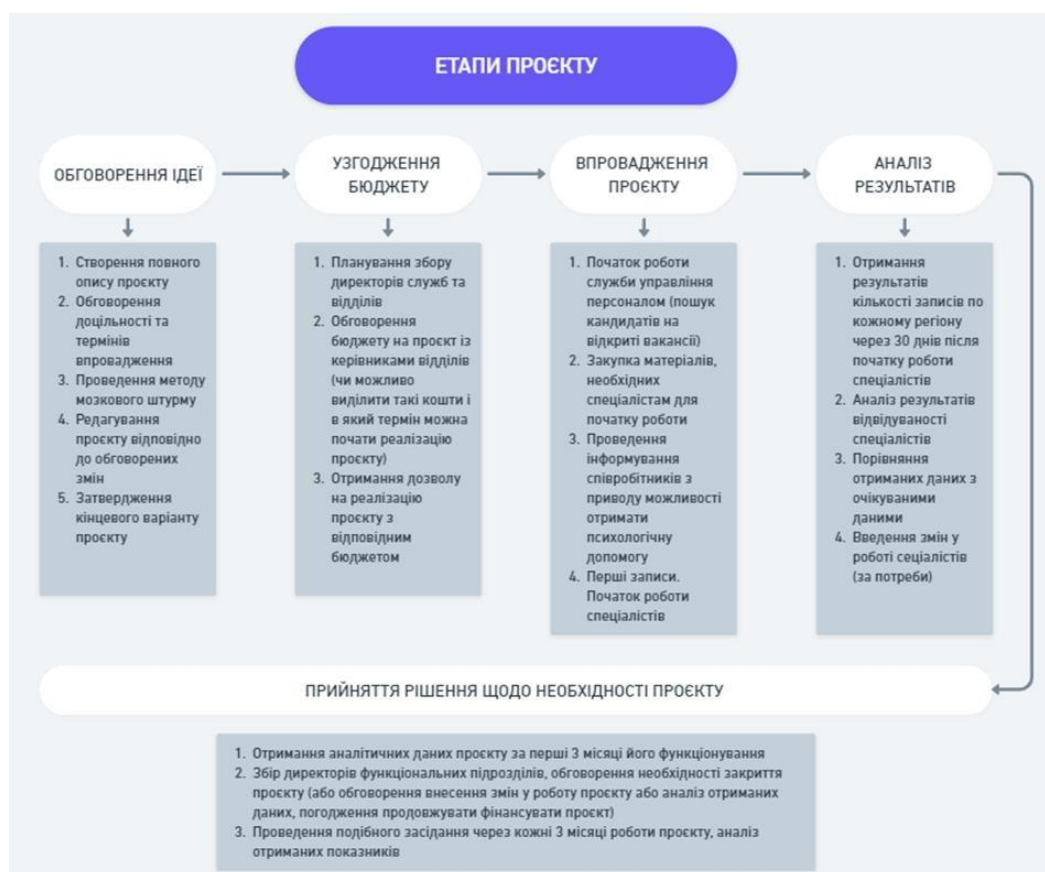 ЕТАПИ ПРОЄКТУ
ОБГОВОРЕННЯ ІДЕЇ
1. Створення повного
опису проєкту
2. Обговорення
доцільності та
термінів
впровадження
3. Проведення методу
мозкового штурму
4. Редагування
проєкту відповідно
до обговорених
змін
5. Затвердження
кінцевого варіанту
проєкту
УЗГОДЖЕННЯ
БЮДЖЕТУ
1. Планування збору
директорів служб та
відділів
2. Обговорення
бюджету на проєкт із
керівниками відділів
(чи можливо
виділити такі кошти і
в який термін можна
почати реалізацію
проєкту)
3. Отримання дозволу
на реалізацію
проєкту з
відповідним
бюджетом
ВПРОВАДЖЕННЯ
ПРОЄКТУ
1. Початок роботи
служби управління
персоналом (пошук
кандидатів на
відкриті вакансії)
2. Закупка матеріалів,
необхідних
спеціалістам для
початку роботи
3. Проведення
інформування
співробітників з
приводу можливості
отримати
психологічну
допомогу
4. Перші записи.
Початок роботи
спеціалістів
АНАЛІЗ
РЕЗУЛЬТАТІВ
1. Отримання
результатів
кількості записів по
кожному регіону
через 30 днів після
початку роботи
спеціалістів
2. Аналіз результатів
відвідуваності
спеціалістів
3. Порівняння
отриманих даних з
очікуваними
даними
4. Введення змін у
роботі сеціалістів
(за потреби)
ПРИЙНЯТТЯ РІШЕННЯ ЩОДО НЕОБХІДНОСТІ ПРОЄКТУ
1. Отримання аналітичних даних проєкту за перші 3 місяці його функціонування
2. Збір директорів функціональних підрозділів, обговорення необхідності закриття
проєкту (або обговорення внесення змін у роботу проєкту або аналіз отриманих
даних, погодження продовжувати фінансувати проєкт)
3. Проведення подібного засідання через кожні 3 місяці роботи проєкту, аналіз
отриманих показників